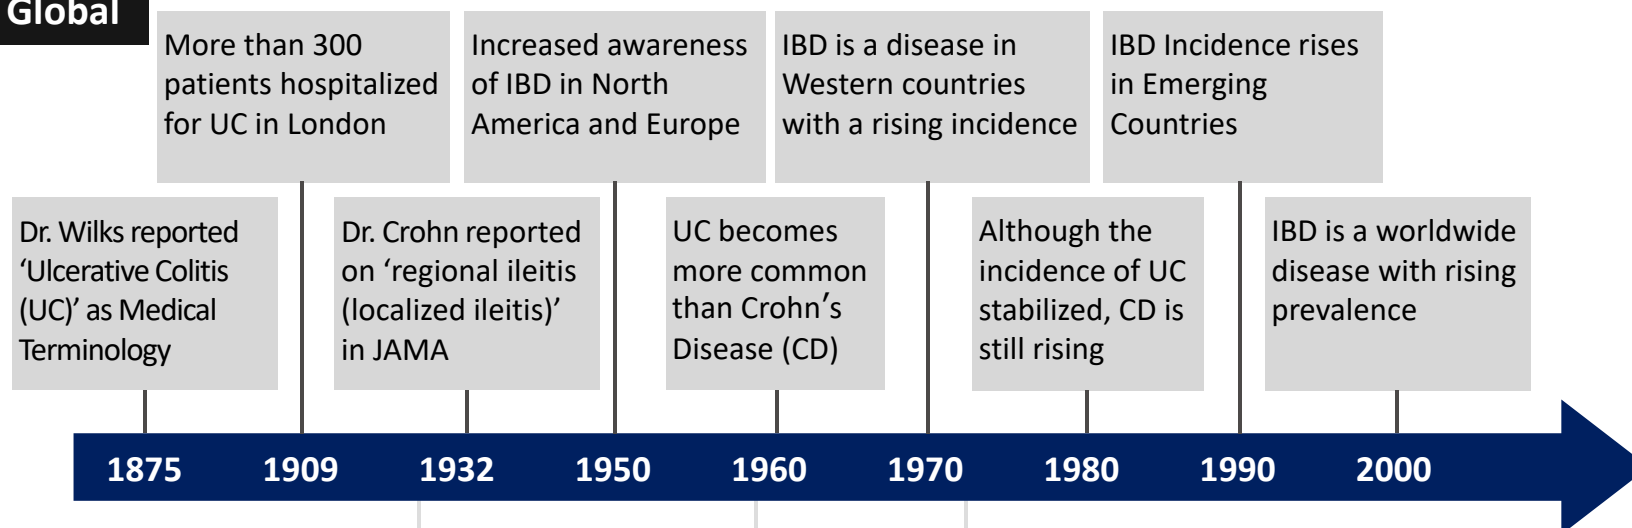 Global
More than 300
patients hospitalized
for UC in London
Increased awareness
of IBD in North
America and Europe
IBD is a disease in
Western countries
with a rising incidence
IBD Incidence rises
in Emerging
Countries
Dr. Wilks reported
‘Ulcerative Colitis
(UC)’ as Medical
Terminology
Dr. Crohn reported
on ‘regional ileitis
(localized ileitis)’
in JAMA
UC becomes
more common
than Crohn’s
Disease (CD)
Although the
incidence of UC
stabilized, CD is
still rising
IBD is a worldwide
disease with rising
prevalence
1875 1909 1932 1950 1960 1970 1980 1990 2000